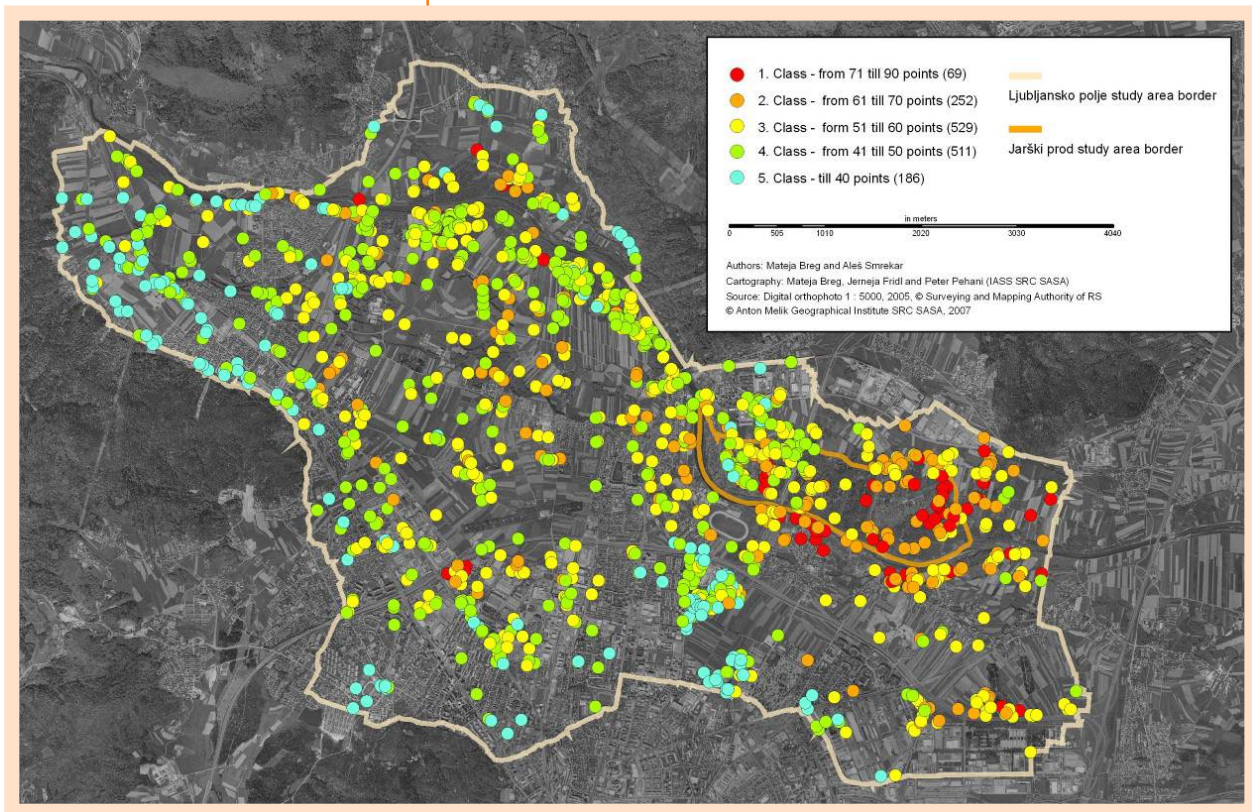 1. Class - from 71 till 90 points (69)
2. Class - from 61 till 70 points (252)
3. Class - form 51 till 60 points (529)
4. Class - from 41 till 50 points (511)
5. Class - till 40 points (186)
Ljubljansko polje study area border
Jarški prod study area border
in meters
0 505 1010 2020 3030 4040
Authors: Mateja Breg and Aleš Smrekar
Cartography: Mateja Breg, Jerneja Fridl and Peter Pehani (IASS SRC SASA)
Source: Digital orthophoto 1 : 5000, 2005, © Surveying and Mapping Authority of RS
© Anton Melik Geographical Institute SRC SASA, 2007